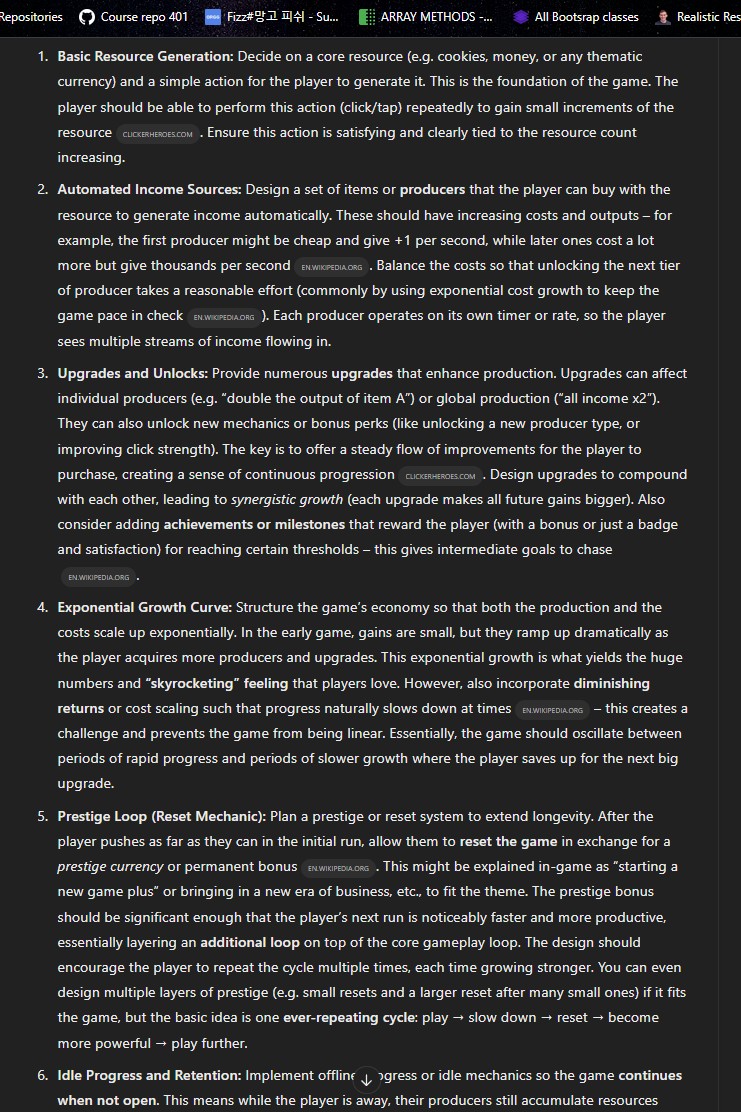 Repositories Course repo 401 Fizz#망고 피쉬 - Su... ARRAY METHODS -... All Bootsrap classes Realistic Res
1. Basic Resource Generation: Decide on a core resource (e.g. cookies, money, or any thematic
currency) and a simple action for the player to generate it. This is the foundation of the game. The
player should be able to perform this action (click/tap) repeatedly to gain small increments of the
resource CLICKERHEROES.COM . Ensure this action is satisfying and clearly tied to the resource count
increasing.
2. Automated Income Sources: Design a set of items or producers that the player can buy with the
resource to generate income automatically. These should have increasing costs and outputs – for
example, the first producer might be cheap and give +1 per second, while later ones cost a lot
more but give thousands per second EN.WIKIPEDIA.ORG . Balance the costs so that unlocking the next tier
of producer takes a reasonable effort (commonly by using exponential cost growth to keep the
game pace in check EN.WIKIPEDIA.ORG ). Each producer operates on its own timer or rate, so the player
sees multiple streams of income flowing in.
3. Upgrades and Unlocks: Provide numerous upgrades that enhance production. Upgrades can affect
individual producers (e.g. “double the output of item A”) or global production (“all income x2”).
They can also unlock new mechanics or bonus perks (like unlocking a new producer type, or
improving click strength). The key is to offer a steady flow of improvements for the player to
purchase, creating a sense of continuous progression CLICKERHEROES.COM . Design upgrades to compound
with each other, leading to synergistic growth (each upgrade makes all future gains bigger). Also
consider adding achievements or milestones that reward the player (with a bonus or just a badge
and satisfaction) for reaching certain thresholds – this gives intermediate goals to chase
EN.WIKIPEDIA.ORG .
4. Exponential Growth Curve: Structure the game’s economy so that both the production and the
costs scale up exponentially. In the early game, gains are small, but they ramp up dramatically as
the player acquires more producers and upgrades. This exponential growth is what yields the huge
numbers and “skyrocketing” feeling that players love. However, also incorporate diminishing
returns or cost scaling such that progress naturally slows down at times EN.WIKIPEDIA.ORG – this creates a
challenge and prevents the game from being linear. Essentially, the game should oscillate between
periods of rapid progress and periods of slower growth where the player saves up for the next big
upgrade.
5. Prestige Loop (Reset Mechanic): Plan a prestige or reset system to extend longevity. After the
player pushes as far as they can in the initial run, allow them to reset the game in exchange for a
prestige currency or permanent bonus EN.WIKIPEDIA.ORG . This might be explained in-game as “starting a
new game plus” or bringing in a new era of business, etc., to fit the theme. The prestige bonus
should be significant enough that the player’s next run is noticeably faster and more productive,
essentially layering an additional loop on top of the core gameplay loop. The design should
encourage the player to repeat the cycle multiple times, each time growing stronger. You can even
design multiple layers of prestige (e.g. small resets and a larger reset after many small ones) if it fits
the game, but the basic idea is one ever-repeating cycle: play → slow down → reset → become
more powerful → play further.
6. Idle Progress and Retention: Implement offline ogress or idle mechanics so the game continues
when not open. This means while the player is away, their producers still accumulate resources